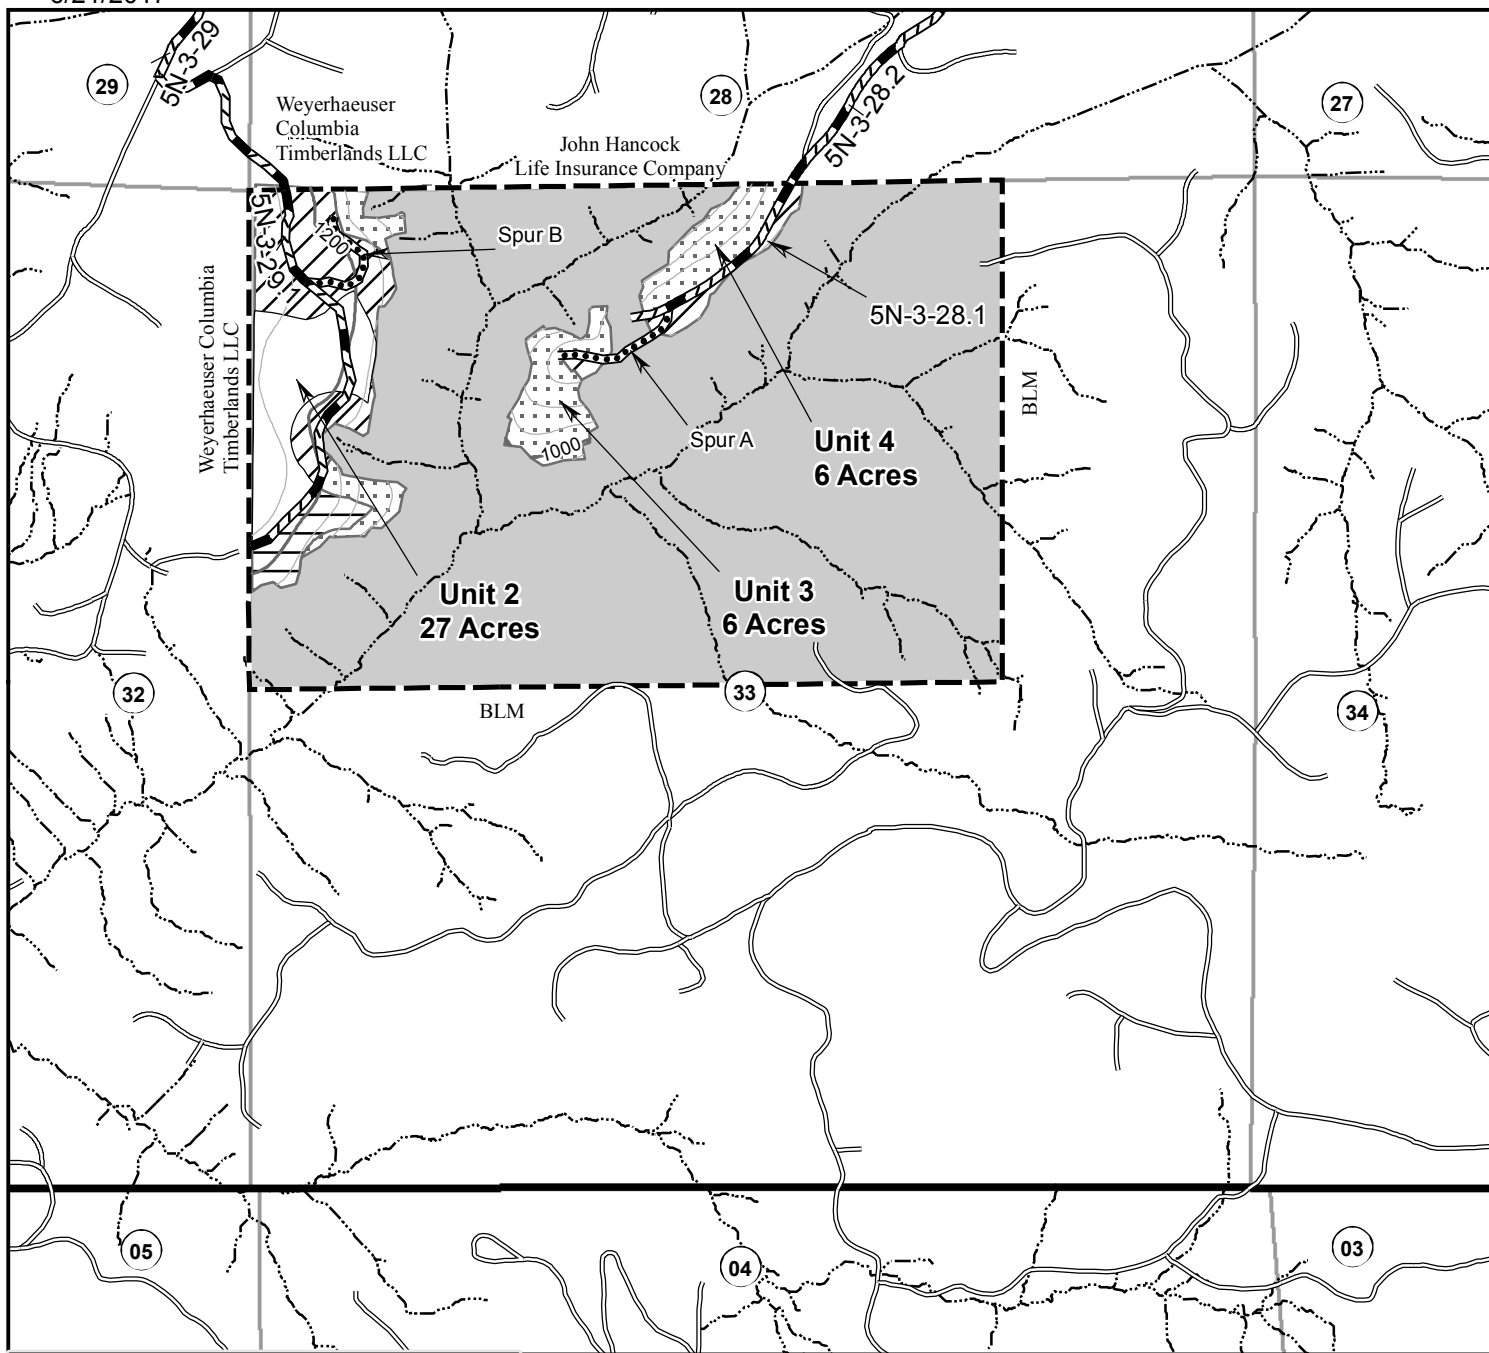 5N-3-29
29
Weyerhaeuser
Columbia
Timberlands LLC
28
John Hancock
Life Insurance Company
5N-3-28.2
27
5N-3-29.1
1200
Spur B
5N-3-28.1
Weyerhaeuser Columbia
Timberlands LLC
BLM
1000
Spur A
Unit 4
6 Acres
Unit 2
27 Acres
Unit 3
6 Acres
32
33
34
BLM
05
04
03